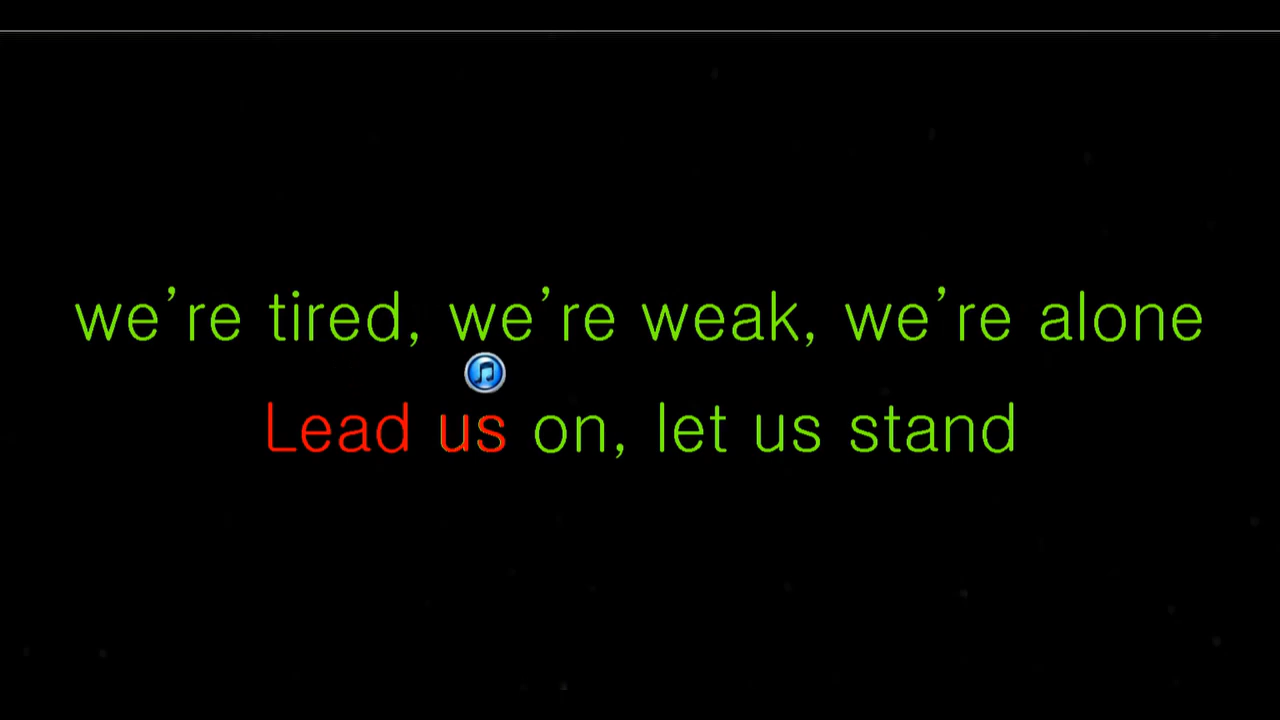 we’re tired, we’re weak, we’re alone
Lead us on, let us stand